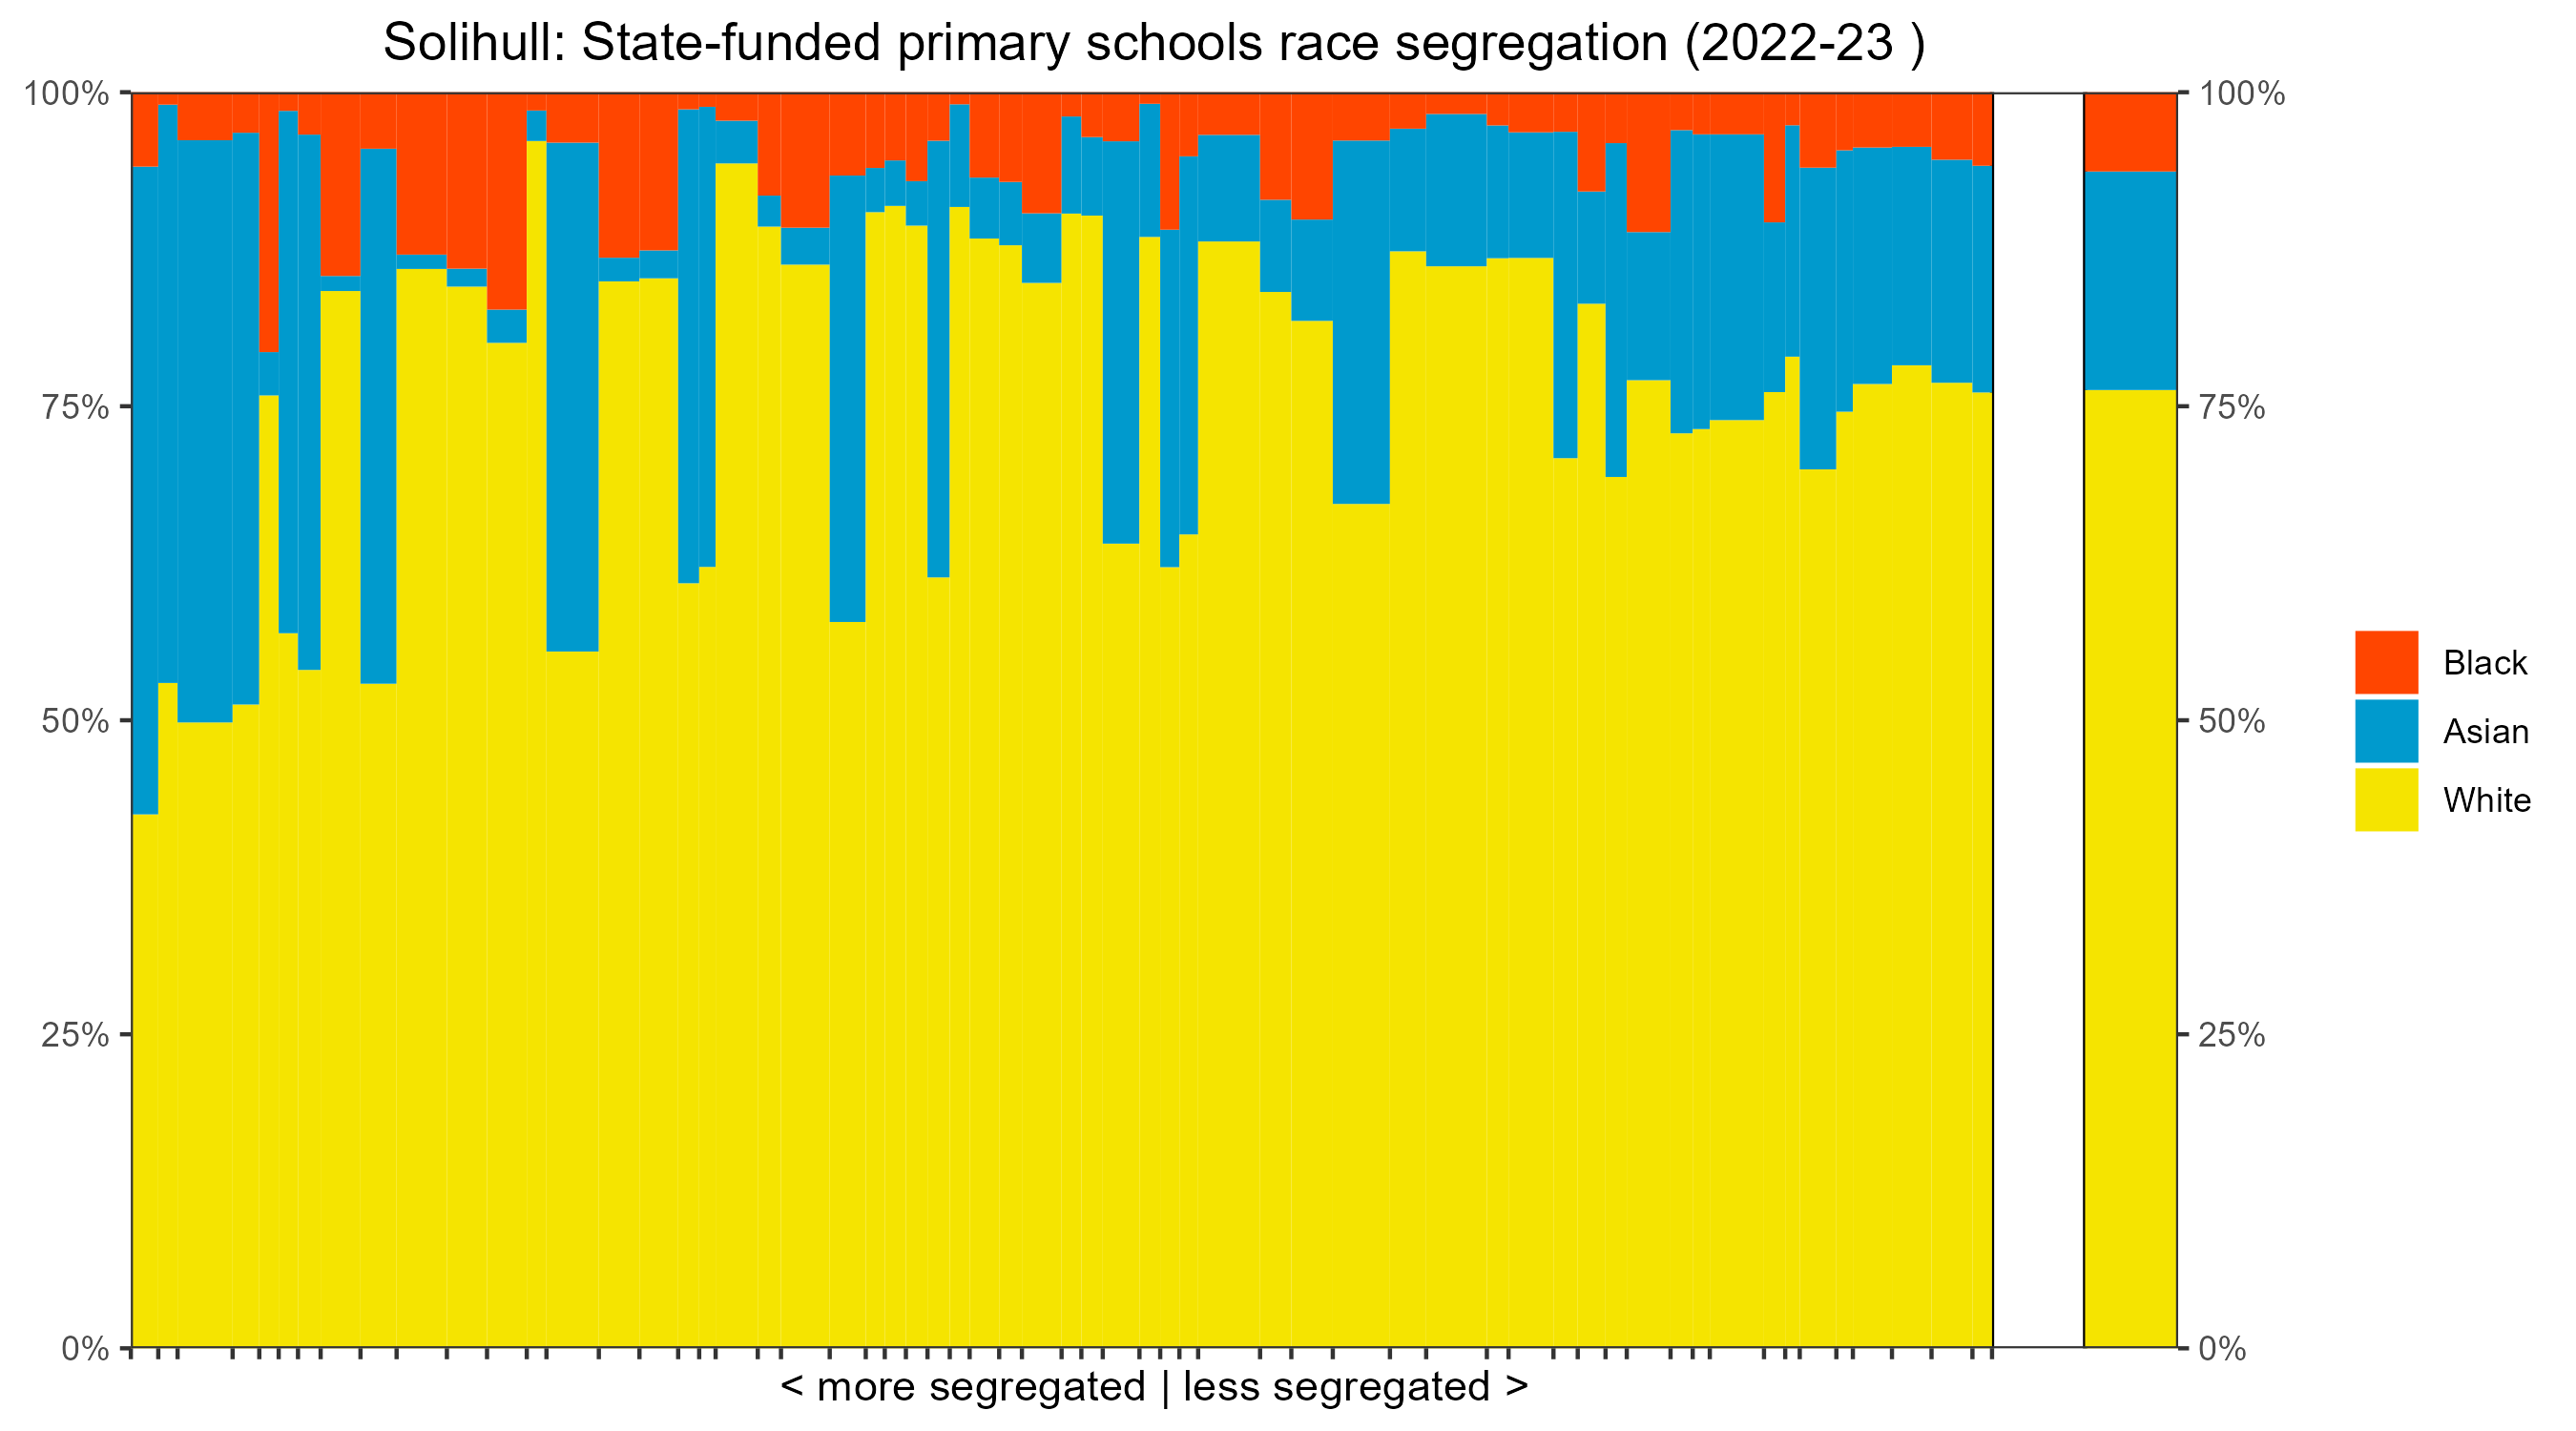 Solihull: State-funded primary schools race segregation (2022-23 )
100%
75%
50%
25%
0%
100%
75%
50%
25%
0%
Black
Asian
White
< more segregated | less segregated >